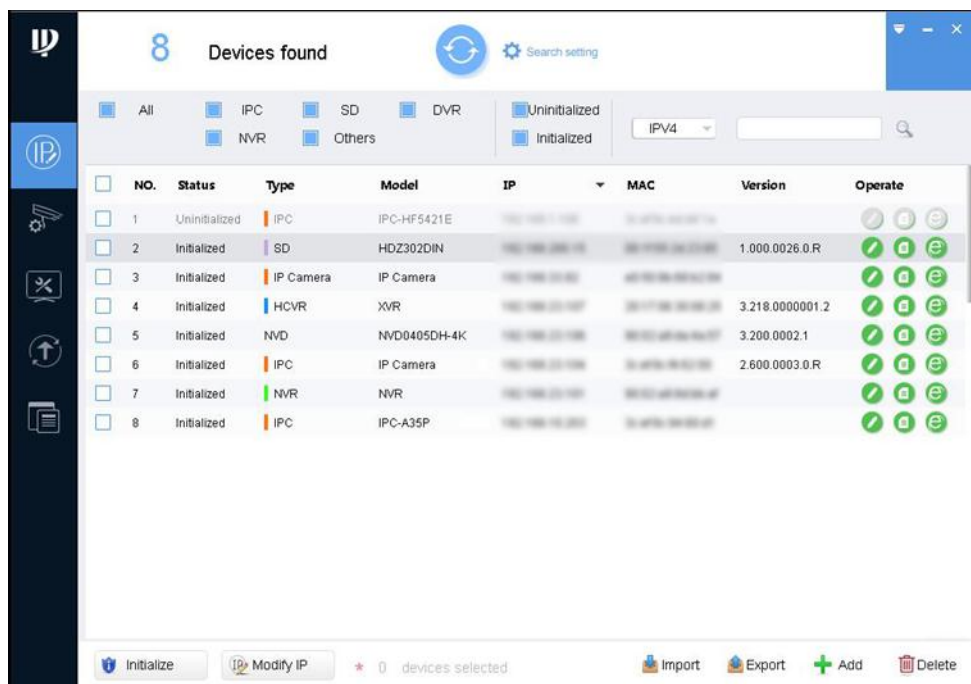 8 Devices found Search setting
All IPC SD DVR Uninitialized
NVR Others Initialized IPV4
NO. Status Type Model IP MAC Version Operate
1 Uninitialized IPC IPC-HF5421E
2 Initialized SD HDZ302DIN 1.000.0026.0.R
3 Initialized IP Camera IP Camera
4 Initialized HCVR XVR 3.218.0000001.2
5 Initialized NVD NVD0405DH-4K 3.200.0002.1
6 Initialized IPC IP Camera 2.600.0003.0.R
7 Initialized NVR NVR
8 Initialized IPC IPC-A35P
Initialize IP Modify IP * 0 devices selected Import Export Add Delete